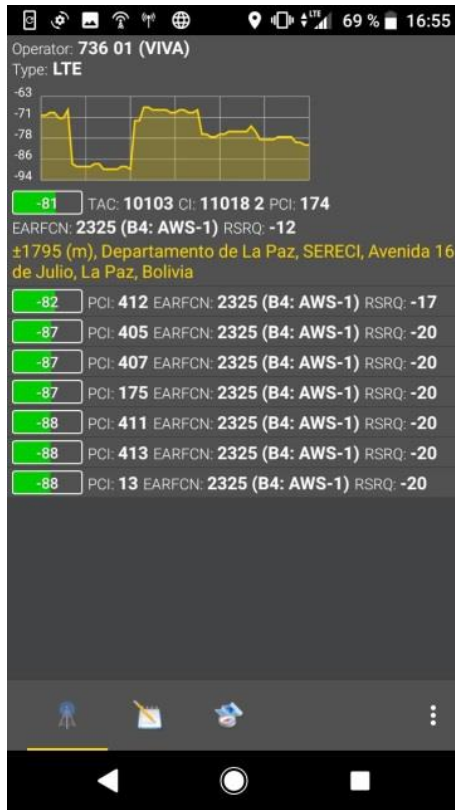 LTE 69 % 16:55
Operator: 736 01 (VIVA)
Type: LTE
-63
-71
-78
-86
-94
-81 TAC: 10103 CI: 11018 2 PCI: 174
EARFCN: 2325 (B4: AWS-1) RSRQ: -12
±1795 (m), Departamento de La Paz, SERECI, Avenida 16
de Julio, La Paz, Bolivia
-82 PCI: 412 EARFCN: 2325 (B4: AWS-1) RSRQ: -17
-87 PCI: 405 EARFCN: 2325 (B4: AWS-1) RSRQ: -20
-87 PCI: 407 EARFCN: 2325 (B4: AWS-1) RSRQ: -20
-87 PCI: 175 EARFCN: 2325 (B4: AWS-1) RSRQ: -20
-88 PCI: 411 EARFCN: 2325 (B4: AWS-1) RSRQ: -20
-88 PCI: 413 EARFCN: 2325 (B4: AWS-1) RSRQ: -20
-88 PCI: 13 EARFCN: 2325 (B4: AWS-1) RSRQ: -20